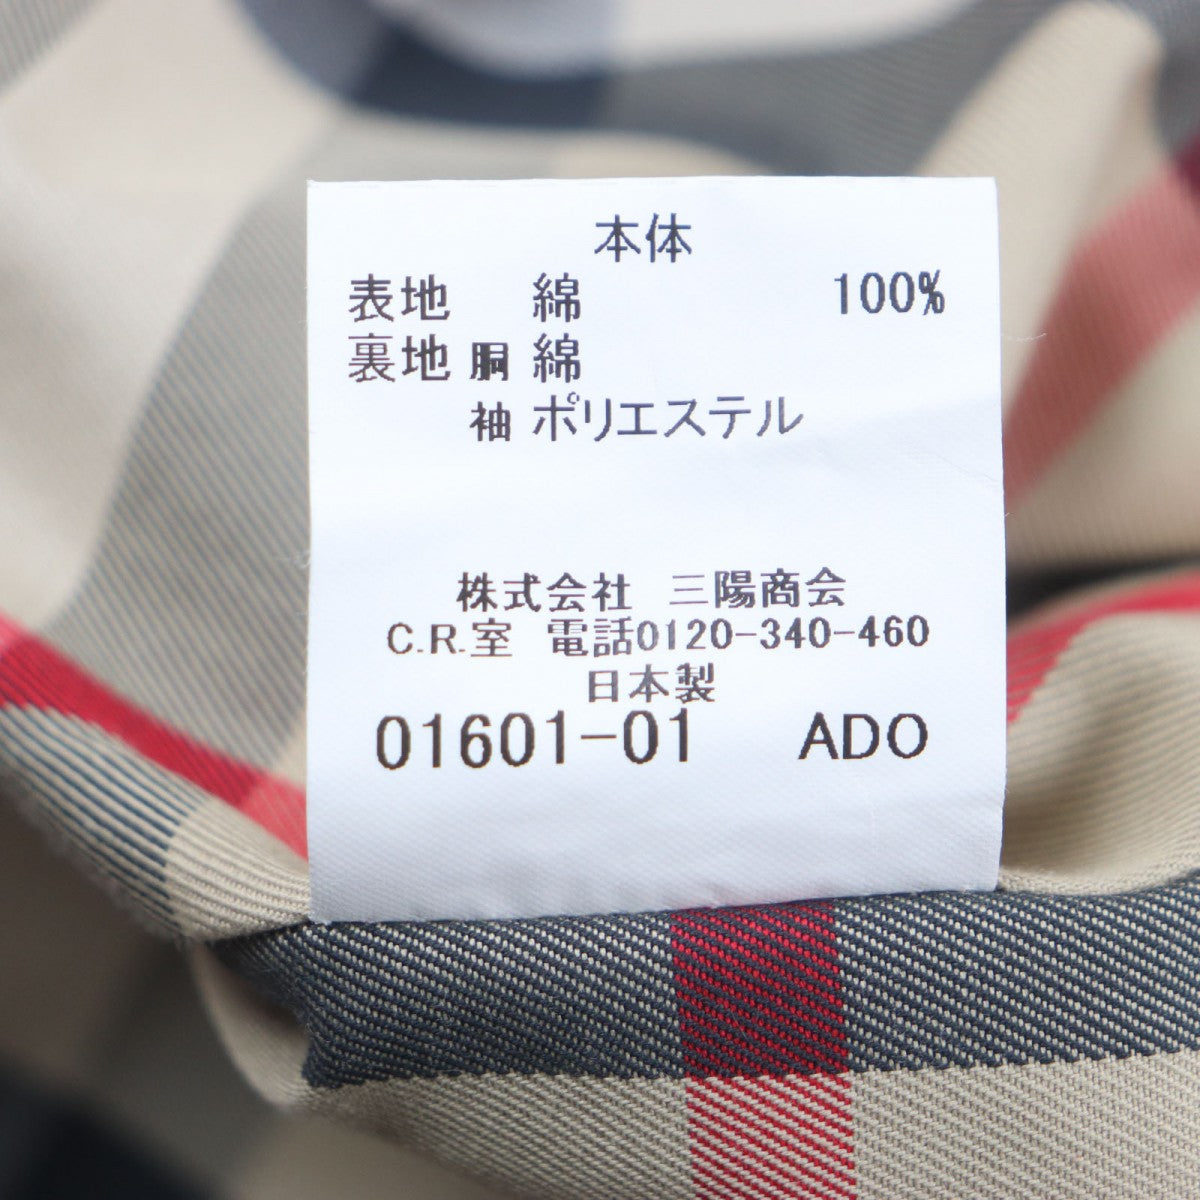 本体
表地 綿 100%
裏地 胴 綿
袖 ポリエステル
株式会社 三陽商会
C.R.室 電話0120-340-460
日本製
01601-01 ADO